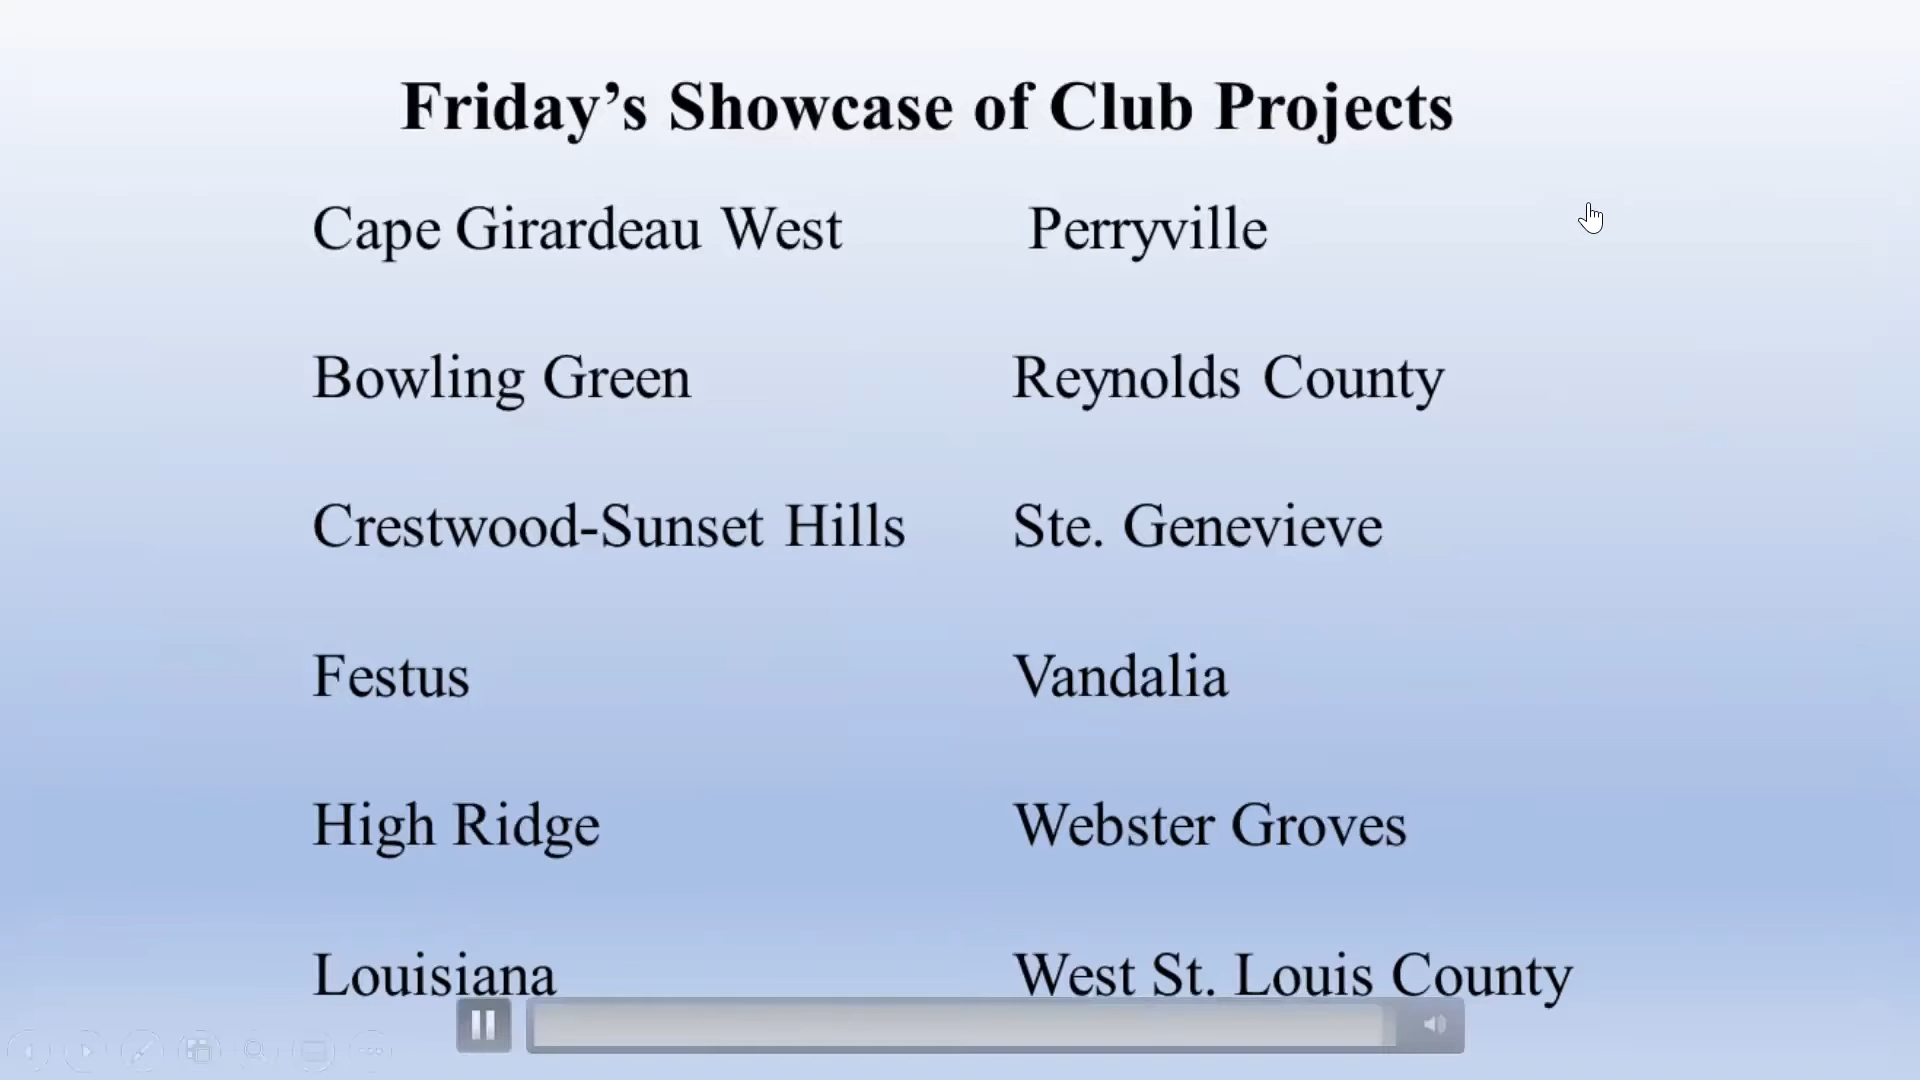 Friday's Showcase of Club Projects
Cape Girardeau West
Perryville
Bowling Green
Reynolds County
Crestwood-Sunset Hills
Ste. Genevieve
Festus
Vandalia
High Ridge
Webster Groves
Louisiana
West St. Louis County